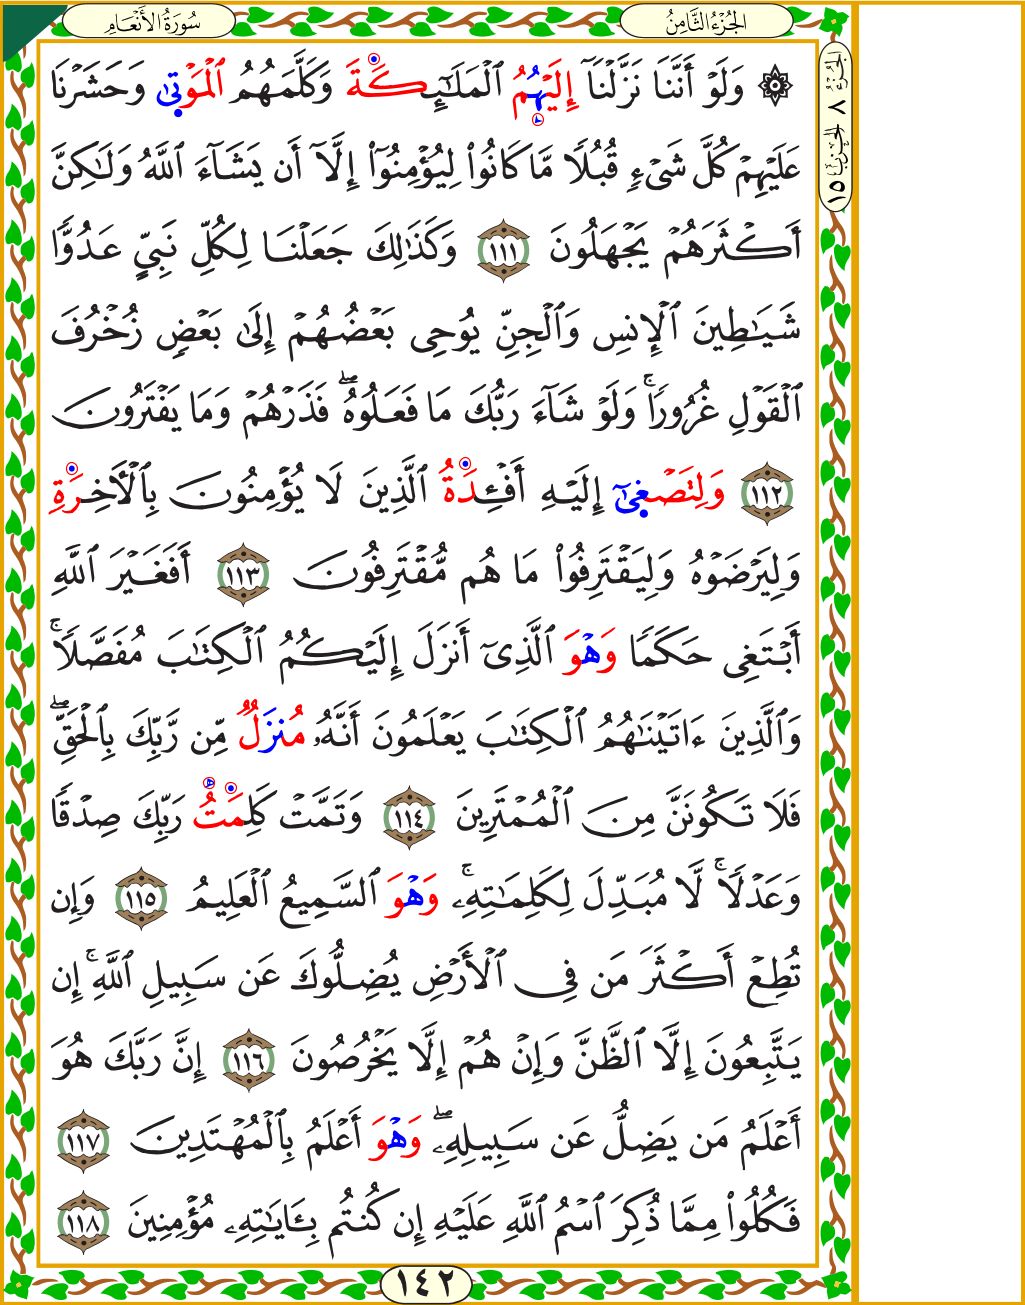 سُورَةُ الأَنْعَامِ
الجُزْءُ الثَّامِنُ
الجُزْءُ ٨ الحِزْبُ ١٥
۞ وَلَوْ أَنَّنَا نَزَّلْنَآ إِلَيْهُمُ ٱلْمَلَٰٓئِكَةَ وَكَلَّمَهُمُ ٱلْمَوْتَىٰ وَحَشَرْنَا
عَلَيْهِمْ كُلَّ شَىْءٍ قُبُلًا مَّا كَانُوا۟ لِيُؤْمِنُوٓا۟ إِلَّآ أَن يَشَآءَ ٱللَّهُ وَلَٰكِنَّ
أَكْثَرَهُمْ يَجْهَلُونَ ١١١ وَكَذَٰلِكَ جَعَلْنَا لِكُلِّ نَبِىٍّ عَدُوًّا
شَيَٰطِينَ ٱلْإِنسِ وَٱلْجِنِّ يُوحِى بَعْضُهُمْ إِلَىٰ بَعْضٍ زُخْرُفَ
ٱلْقَوْلِ غُرُورًا ۚ وَلَوْ شَآءَ رَبُّكَ مَا فَعَلُوهُ ۖ فَذَرْهُمْ وَمَا يَفْتَرُونَ
١١٢ وَلِتَصْغَىٰٓ إِلَيْهِ أَفْـِٔدَةُ ٱلَّذِينَ لَا يُؤْمِنُونَ بِٱلْءَاخِرَةِ
وَلِيَرْضَوْهُ وَلِيَقْتَرِفُوا۟ مَا هُم مُّقْتَرِفُونَ ١١٣ أَفَغَيْرَ ٱللَّهِ
أَبْتَغِى حَكَمًا وَهْوَ ٱلَّذِىٓ أَنزَلَ إِلَيْكُمُ ٱلْكِتَٰبَ مُفَصَّلًا ۚ
وَٱلَّذِينَ ءَاتَيْنَٰهُمُ ٱلْكِتَٰبَ يَعْلَمُونَ أَنَّهُۥ مُنزَلٌ مِّن رَّبِّكَ بِٱلْحَقِّ ۖ
فَلَا تَكُونَنَّ مِنَ ٱلْمُمْتَرِينَ ١١٤ وَتَمَّتْ كَلِمَتُ رَبِّكَ صِدْقًا
وَعَدْلًا ۚ لَّا مُبَدِّلَ لِكَلِمَٰتِهِۦ ۚ وَهْوَ ٱلسَّمِيعُ ٱلْعَلِيمُ ١١٥ وَإِن
تُطِعْ أَكْثَرَ مَن فِى ٱلْأَرْضِ يُضِلُّوكَ عَن سَبِيلِ ٱللَّهِ ۚ إِن
يَتَّبِعُونَ إِلَّا ٱلظَّنَّ وَإِنْ هُمْ إِلَّا يَخْرُصُونَ ١١٦ إِنَّ رَبَّكَ هُوَ
أَعْلَمُ مَن يَضِلُّ عَن سَبِيلِهِۦ ۖ وَهْوَ أَعْلَمُ بِٱلْمُهْتَدِينَ ١١٧
فَكُلُوا۟ مِمَّا ذُكِرَ ٱسْمُ ٱللَّهِ عَلَيْهِ إِن كُنتُم بِـَٔايَٰتِهِۦ مُؤْمِنِينَ ١١٨
١٤٢